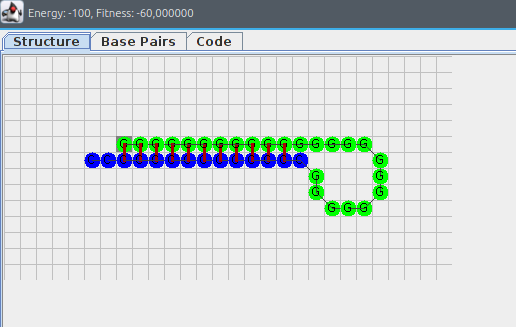 Energy: -100, Fitness: -60,000000
Structure Base Pairs Code
G G G G G G G G G G G G G G G G
G
G G
G G
G G G